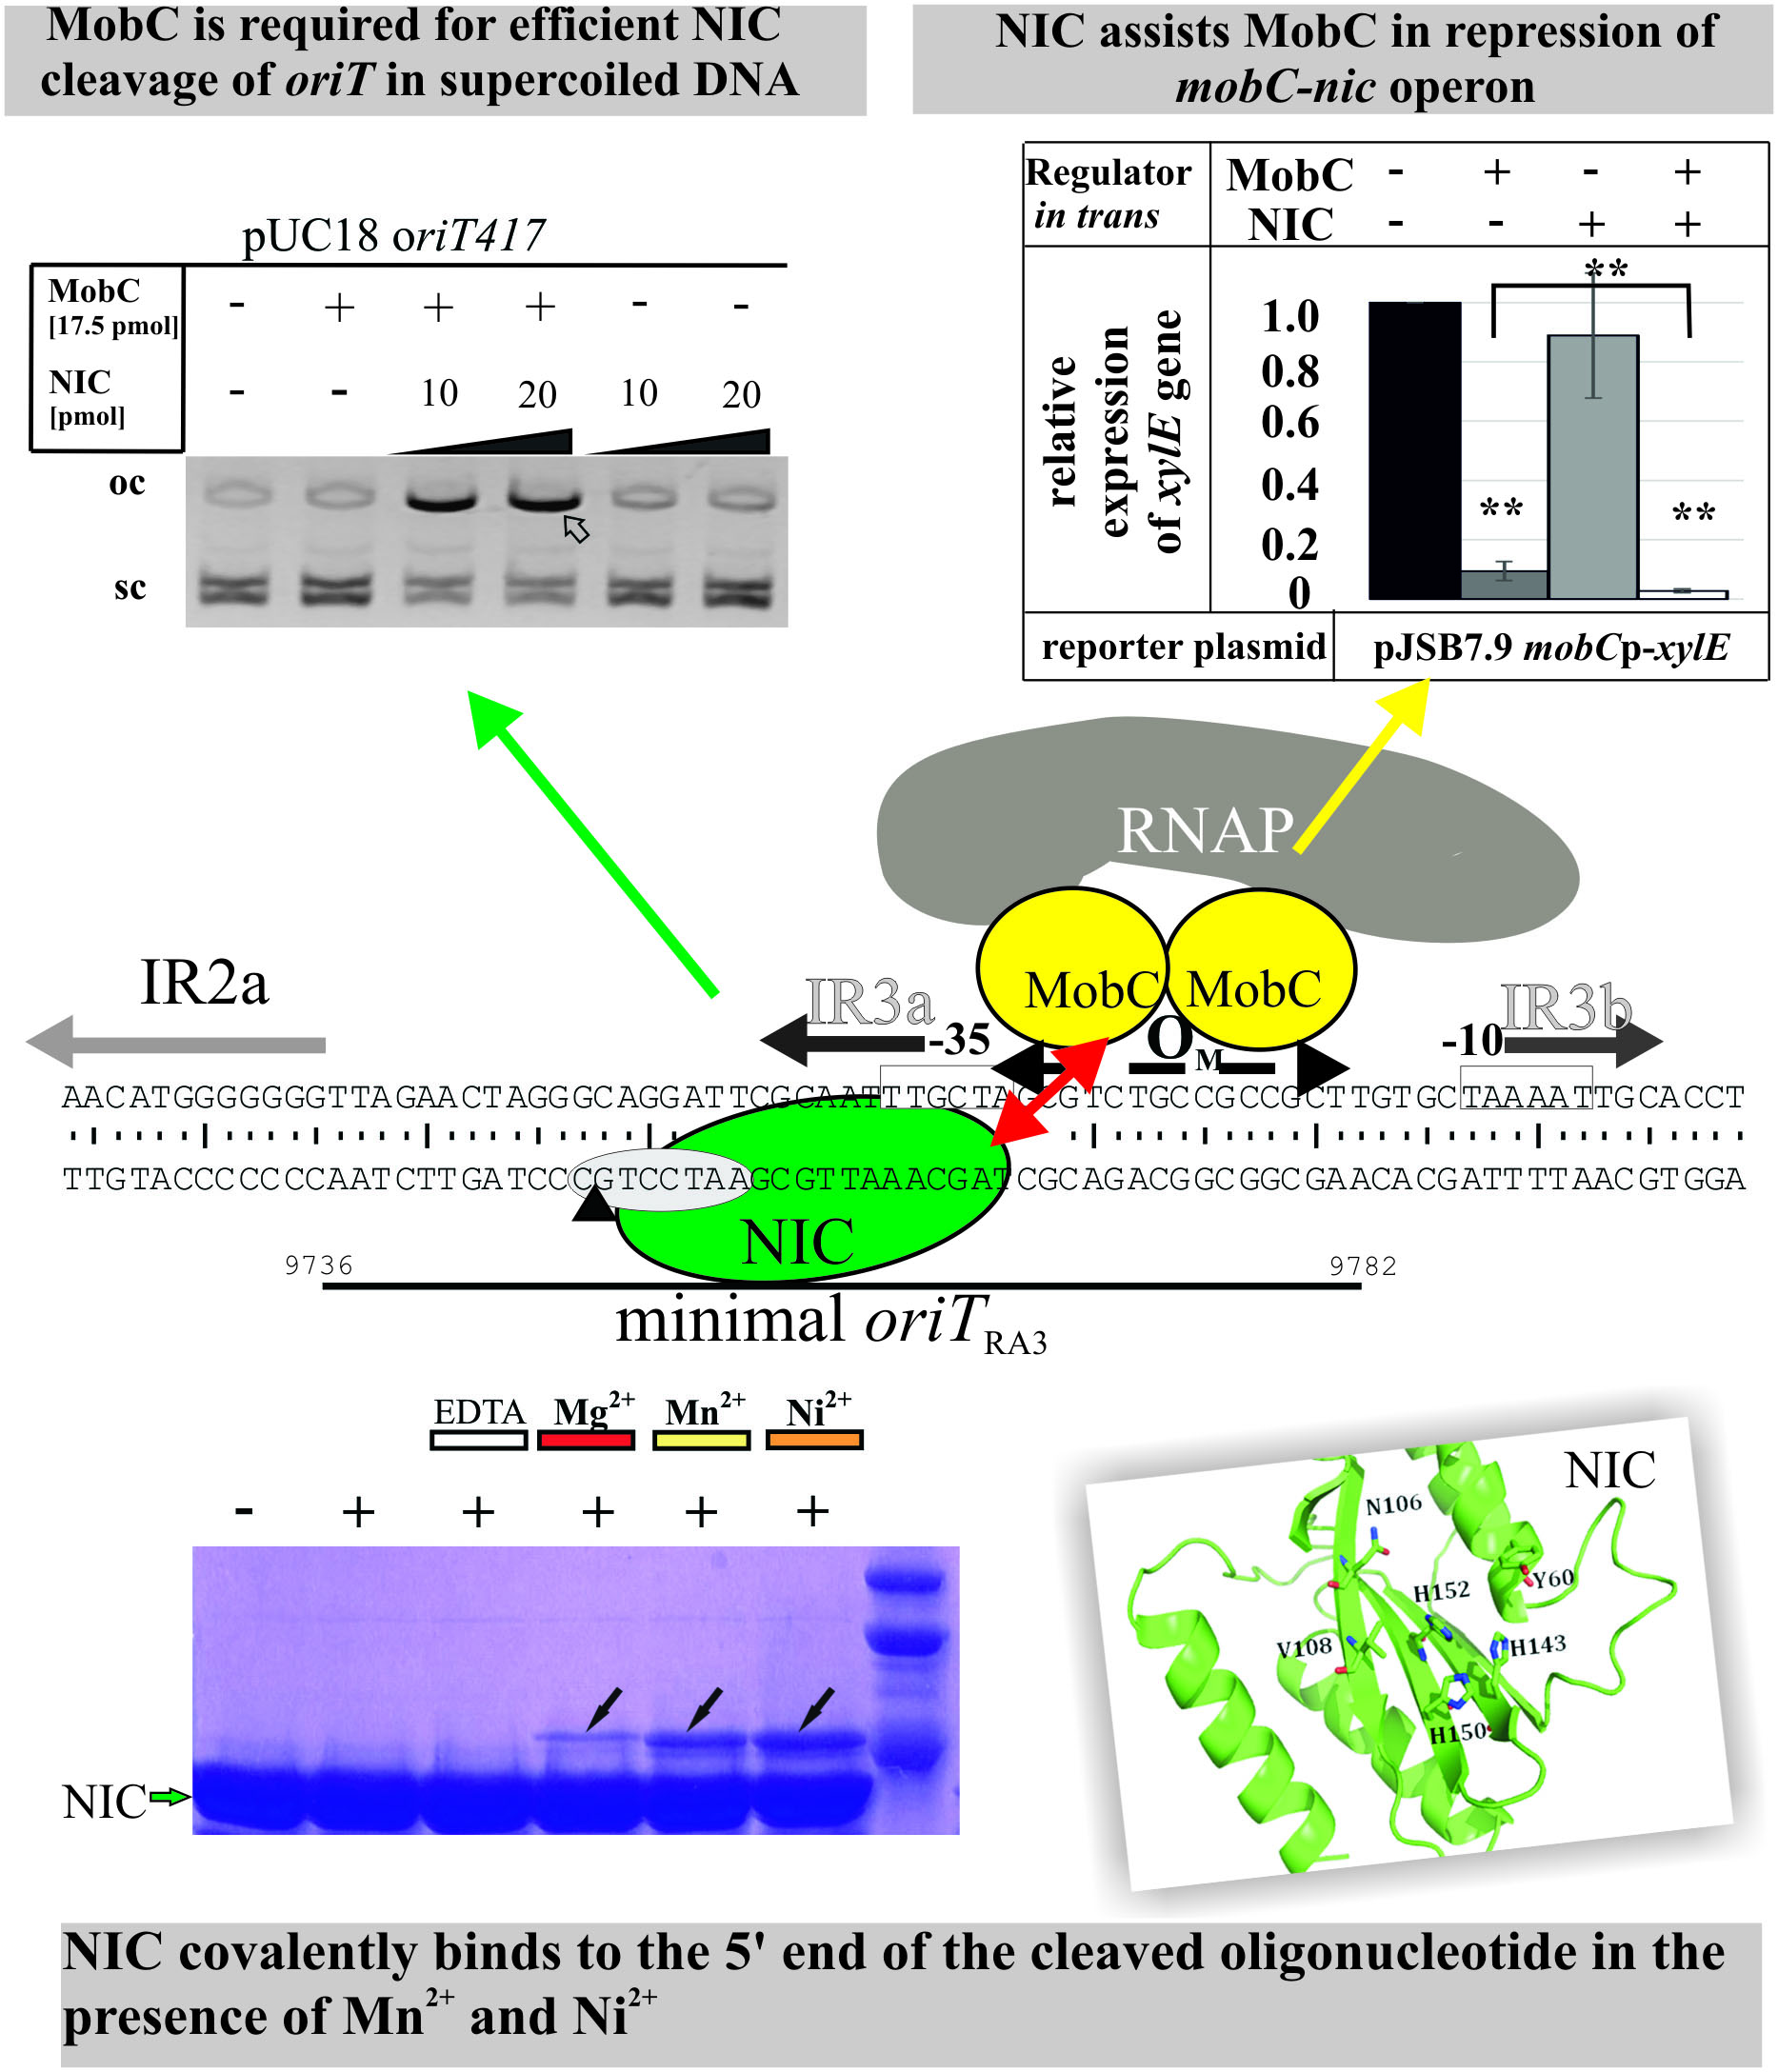 MobC is required for efficient NIC
cleavage of oriT in supercoiled DNA
NIC assists MobC in repression of
mobC-nic operon
pUC18 oriT417
MobC - + + + - -
[17.5 pmol]
NIC - - 10 20 10 20
[pmol]
oc
sc
Regulator
in trans
MobC - + - +
NIC - - + +
relative
expression
of xylE gene
**
1.0
0.8
0.6
0.4
0.2
0
**
**
reporter plasmid
pJSB7.9 mobCp-xylE
RNAP
MobC MobC
IR2a
IR3a
-35
OM
-10
IR3b
AACATGGGGGGGTTAGAACTAGGGCAGGATTCGCAATTTGCTAGCGTCTGCCGCCGCTTGTGCTAAAATTGCACCT
TTGTACCCCCCCAATCTTGATCCCGTCCTAAGCGTTAAACGATCGCAGACGGCGGCGAACACGATTTTAACGTGGA
NIC
9736
9782
minimal oriTRA3
EDTA Mg2+ Mn2+ Ni2+
- + + + + +
NIC
NIC
N106
Y60
H152
V108
H143
H150
NIC covalently binds to the 5' end of the cleaved oligonucleotide in the
presence of Mn2+ and Ni2+